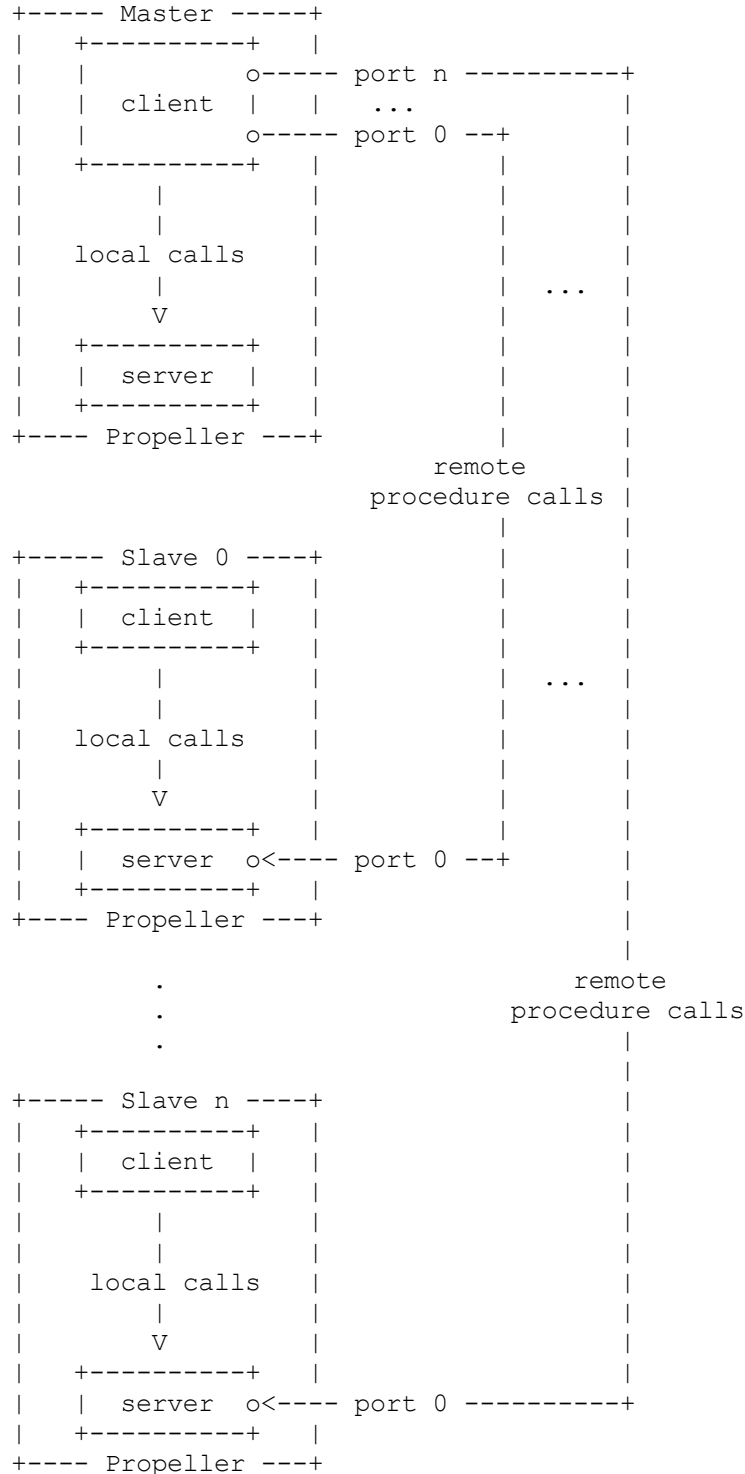 +----- Master -----+
|   +----------+   |
|   |          o----- port n ----------+
|   |  client  |   |   ...             |
|   |          o----- port 0 --+       |
|   +----------+   |           |       |
|        |         |           |       |
|        |         |           |       |
|   local calls    |           |       |
|        |         |           |  ...  |
|        V         |           |       |
|   +----------+   |           |       |
|   |  server  |   |           |       |
|   +----------+   |           |       |
+---- Propeller ---+           |       |
                           remote      |
                       procedure calls |
                               |       |
+----- Slave 0 ----+           |       |
|   +----------+   |           |       |
|   |  client  |   |           |       |
|   +----------+   |           |       |
|        |         |           |  ...  |
|        |         |           |       |
|   local calls    |           |       |
|        |         |           |       |
|        V         |           |       |
|   +----------+   |           |       |
|   |  server  o<---- port 0 --+       |
|   +----------+   |                   |
+---- Propeller ---+                   |
                                       |
         .                          remote
         .                      procedure calls
         .                             |
                                       |
+----- Slave n ----+                   |
|   +----------+   |                   |
|   |  client  |   |                   |
|   +----------+   |                   |
|        |         |                   |
|        |         |                   |
|    local calls   |                   |
|        |         |                   |
|        V         |                   |
|   +----------+   |                   |
|   |  server  o<---- port 0 ----------+
|   +----------+   |
+---- Propeller ---+